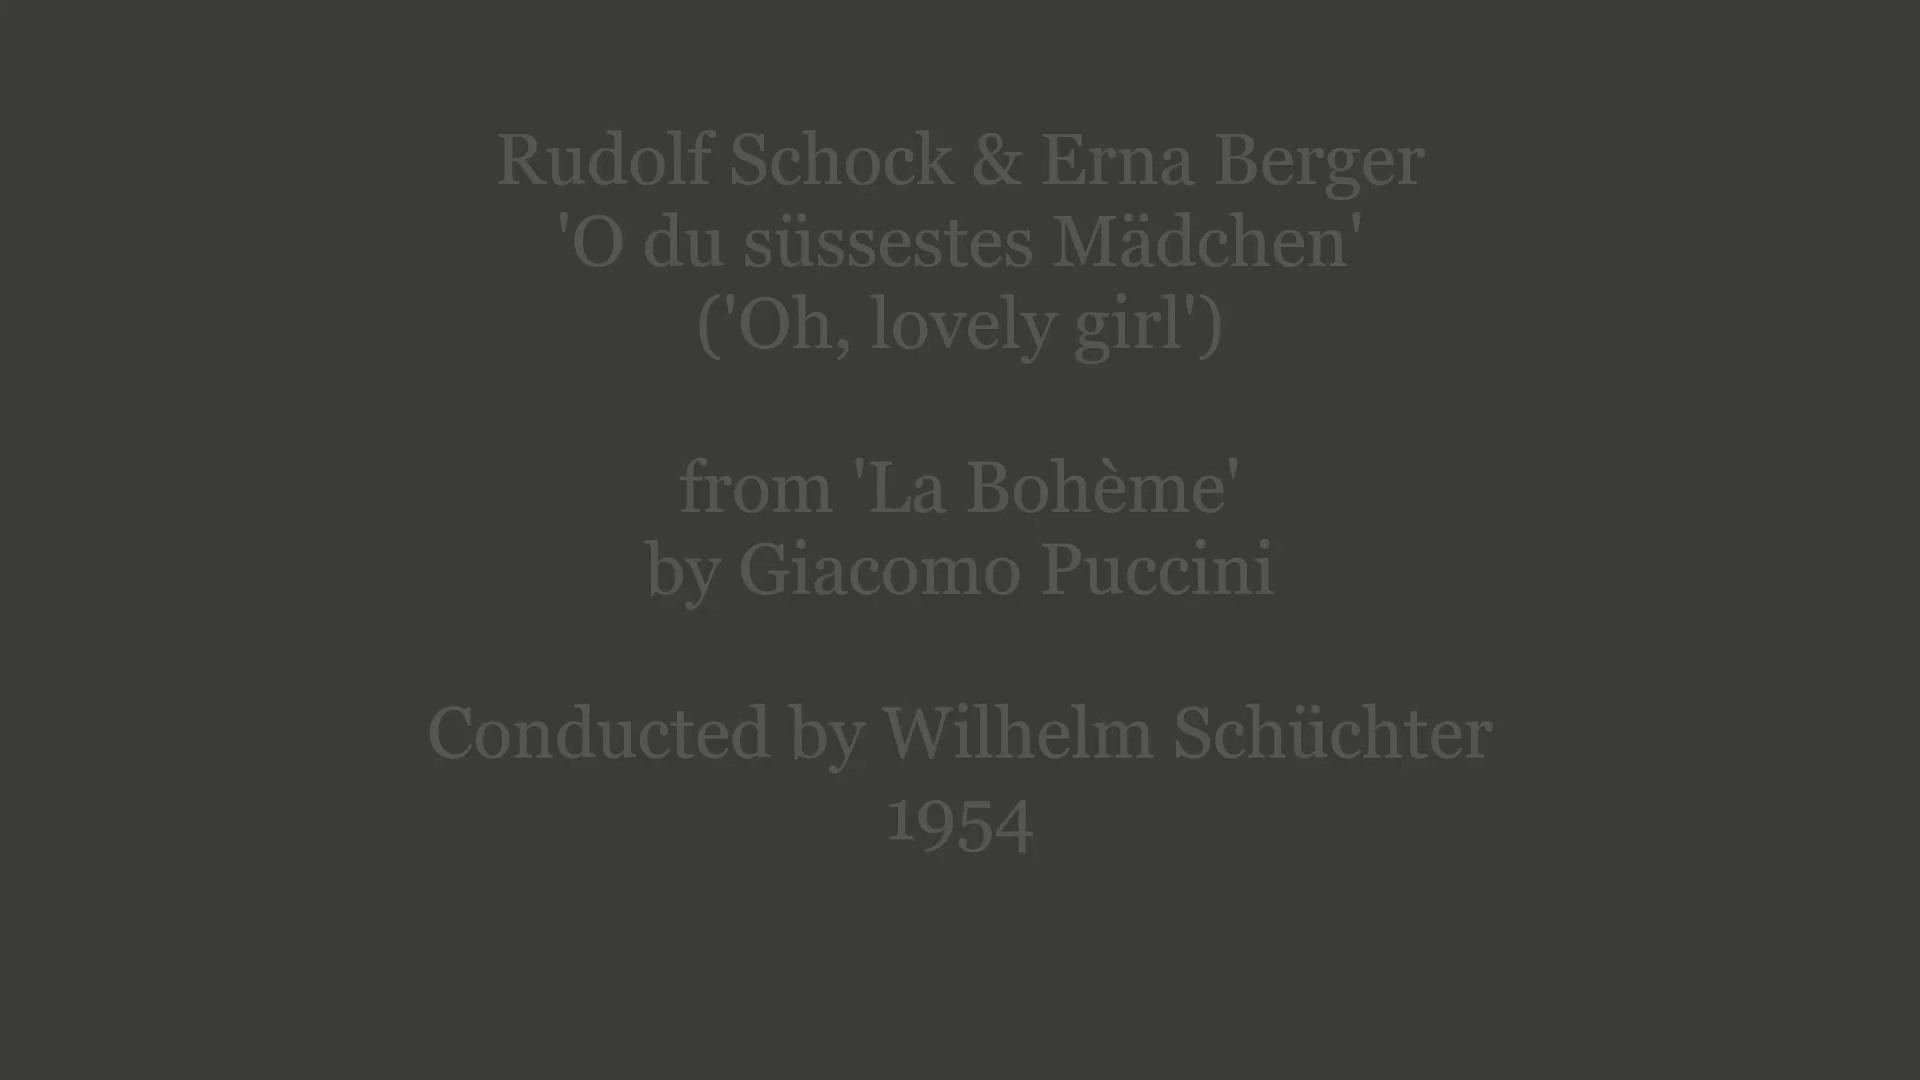 Rudolf Schock & Erna Berger
'O du süssestes Mädchen'
('Oh, lovely girl')
from 'La Bohème'
by Giacomo Puccini
Conducted by Wilhelm Schüchter
1954